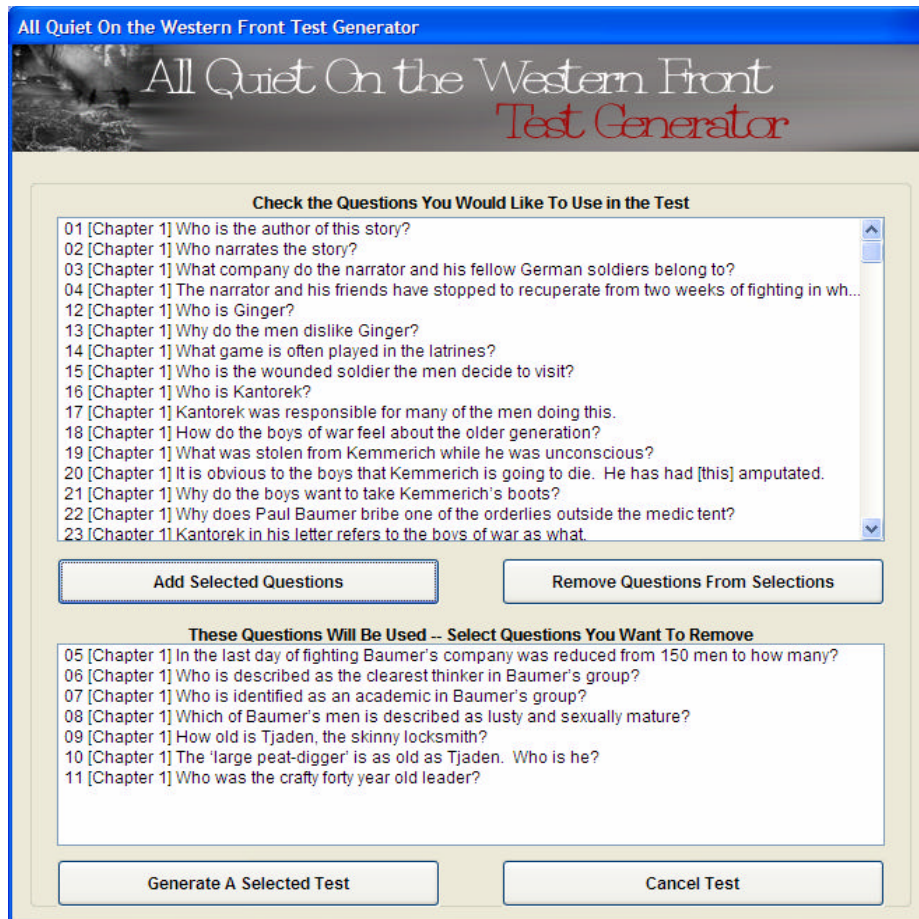 All Quiet On the Western Front Test Generator
All Quiet On the Western Front
Test Generator
Check the Questions You Would Like To Use in the Test
01 [Chapter 1] Who is the author of this story?
02 [Chapter 1] Who narrates the story?
03 [Chapter 1] What company do the narrator and his fellow German soldiers belong to?
04 [Chapter 1] The narrator and his friends have stopped to recuperate from two weeks of fighting in wh...
12 [Chapter 1] Who is Ginger?
13 [Chapter 1] Why do the men dislike Ginger?
14 [Chapter 1] What game is often played in the latrines?
15 [Chapter 1] Who is the wounded soldier the men decide to visit?
16 [Chapter 1] Who is Kantorek?
17 [Chapter 1] Kantorek was responsible for many of the men doing this.
18 [Chapter 1] How do the boys of war feel about the older generation?
19 [Chapter 1] What was stolen from Kemmerich while he was unconscious?
20 [Chapter 1] It is obvious to the boys that Kemmerich is going to die.  He has had [this] amputated.
21 [Chapter 1] Why do the boys want to take Kemmerich's boots?
22 [Chapter 1] Why does Paul Baumer bribe one of the orderlies outside the medic tent?
23 [Chapter 1] Kantorek in his letter refers to the boys of war as what.
Add Selected Questions
Remove Questions From Selections
These Questions Will Be Used -- Select Questions You Want To Remove
05 [Chapter 1] In the last day of fighting Baumer's company was reduced from 150 men to how many?
06 [Chapter 1] Who is described as the clearest thinker in Baumer's group?
07 [Chapter 1] Who is identified as an academic in Baumer's group?
08 [Chapter 1] Which of Baumer's men is described as lusty and sexually mature?
09 [Chapter 1] How old is Tjaden, the skinny locksmith?
10 [Chapter 1] The 'large peat-digger' is as old as Tjaden.  Who is he?
11 [Chapter 1] Who was the crafty forty year old leader?
Generate A Selected Test
Cancel Test